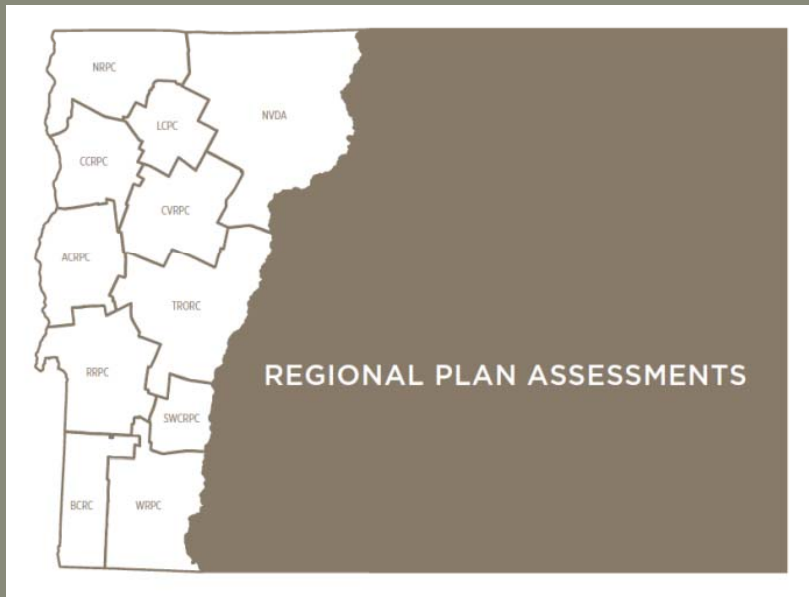 NRPC
LCPC
NVDA
CCRPC
CVRPC
ACRPC
TRORC
RRPC
REGIONAL PLAN ASSESSMENTS
SWCRPC
BCRC
WRPC